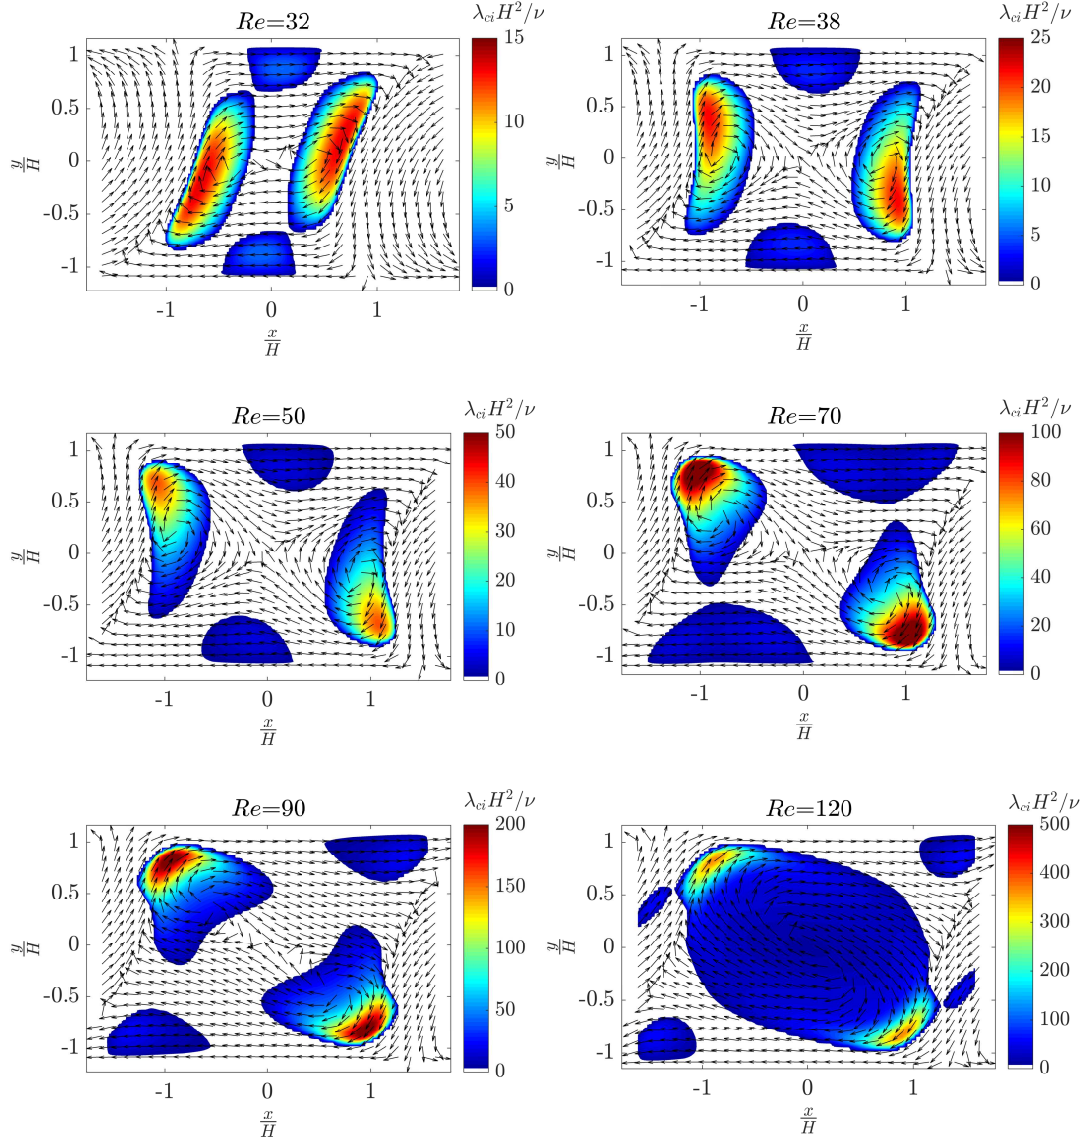 Re=32
λciH²/ν
1
0.5
0
-0.5
-1
y/H
-1 0 1
x/H
15
10
5
0
Re=38
λciH²/ν
1
0.5
0
-0.5
-1
y/H
-1 0 1
x/H
25
20
15
10
5
0
Re=50
λciH²/ν
1
0.5
0
-0.5
-1
y/H
-1 0 1
x/H
50
40
30
20
10
0
Re=70
λciH²/ν
1
0.5
0
-0.5
-1
y/H
-1 0 1
x/H
100
80
60
40
20
0
Re=90
λciH²/ν
1
0.5
0
-0.5
-1
y/H
-1 0 1
x/H
200
150
100
50
0
Re=120
λciH²/ν
1
0.5
0
-0.5
-1
y/H
-1 0 1
x/H
500
400
300
200
100
0